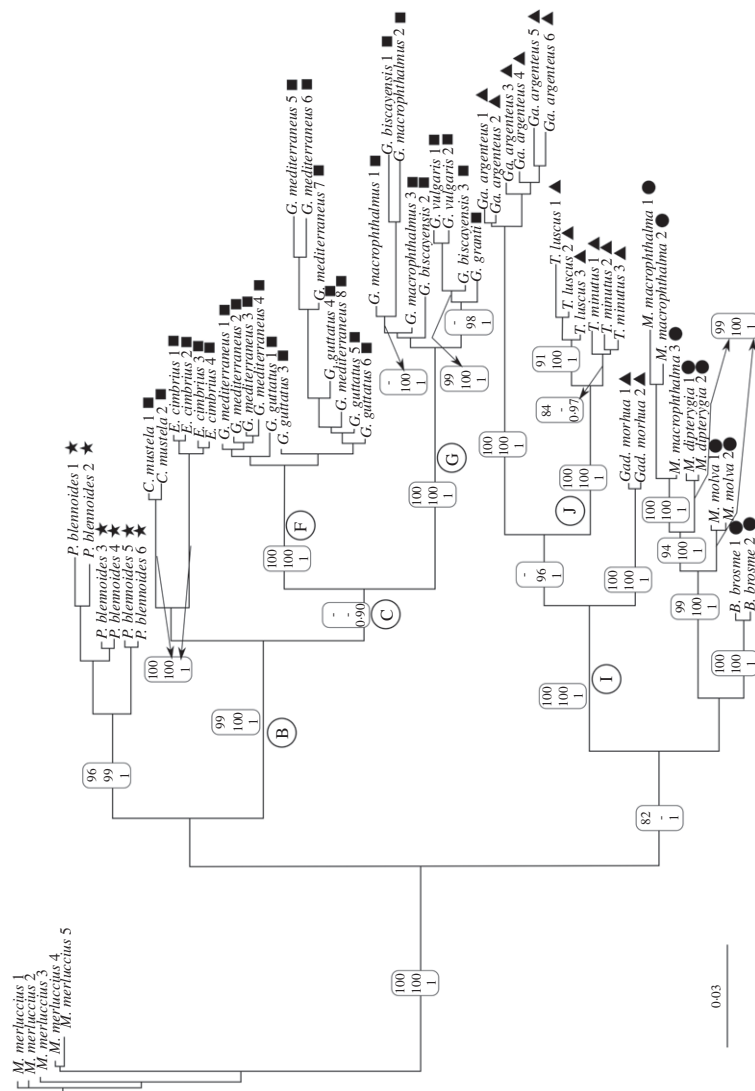 M. merluccius 1
M. merluccius 2
M. merluccius 3
M. merluccius 4
M. merluccius 5
P. blennoides 1
P. blennoides 2
P. blennoides 3
P. blennoides 4
P. blennoides 5
P. blennoides 6
C. mustela 1
C. mustela 2
E. cimbrius 1
E. cimbrius 2
E. cimbrius 3
E. cimbrius 4
G. mediterraneus 1
G. mediterraneus 2
G. mediterraneus 3
G. mediterraneus 4
G. guttatus 1
G. guttatus 3
G. mediterraneus 5
G. mediterraneus 6
G. mediterraneus 7
G. guttatus 4
G. mediterraneus 8
G. guttatus 5
G. guttatus 6
G. macrophthalmus 1
G. biscayensis 1
G. macrophthalmus 2
G. macrophthalmus 3
G. biscayensis 2
G. vulgaris 1
G. vulgaris 2
G. biscayensis 3
G. granti
Ga. argenteus 1
Ga. argenteus 2
Ga. argenteus 3
Ga. argenteus 4
Ga. argenteus 5
Ga. argenteus 6
T. luscus 1
T. luscus 2
T. luscus 3
T. minutus 1
T. minutus 2
T. minutus 3
Gad. morhua 1
Gad. morhua 2
M. macrophthalma 1
M. macrophthalma 2
M. macrophthalma 3
M. dipterygia 1
M. dipterygia 2
M. molva 1
M. molva 2
B. brosme 1
B. brosme 2
96
99
1
100
100
1
99
100
1
B
100
100
1
F
-
-
0·90
C
100
100
1
G
-
100
1
99
100
1
-
98
1
100
100
1
91
100
1
84
-
0·97
100
100
1
J
-
96
1
100
100
1
100
100
1
I
100
100
1
94
100
1
99
100
1
99
100
1
100
100
1
82
-
1
100
100
1
0·03